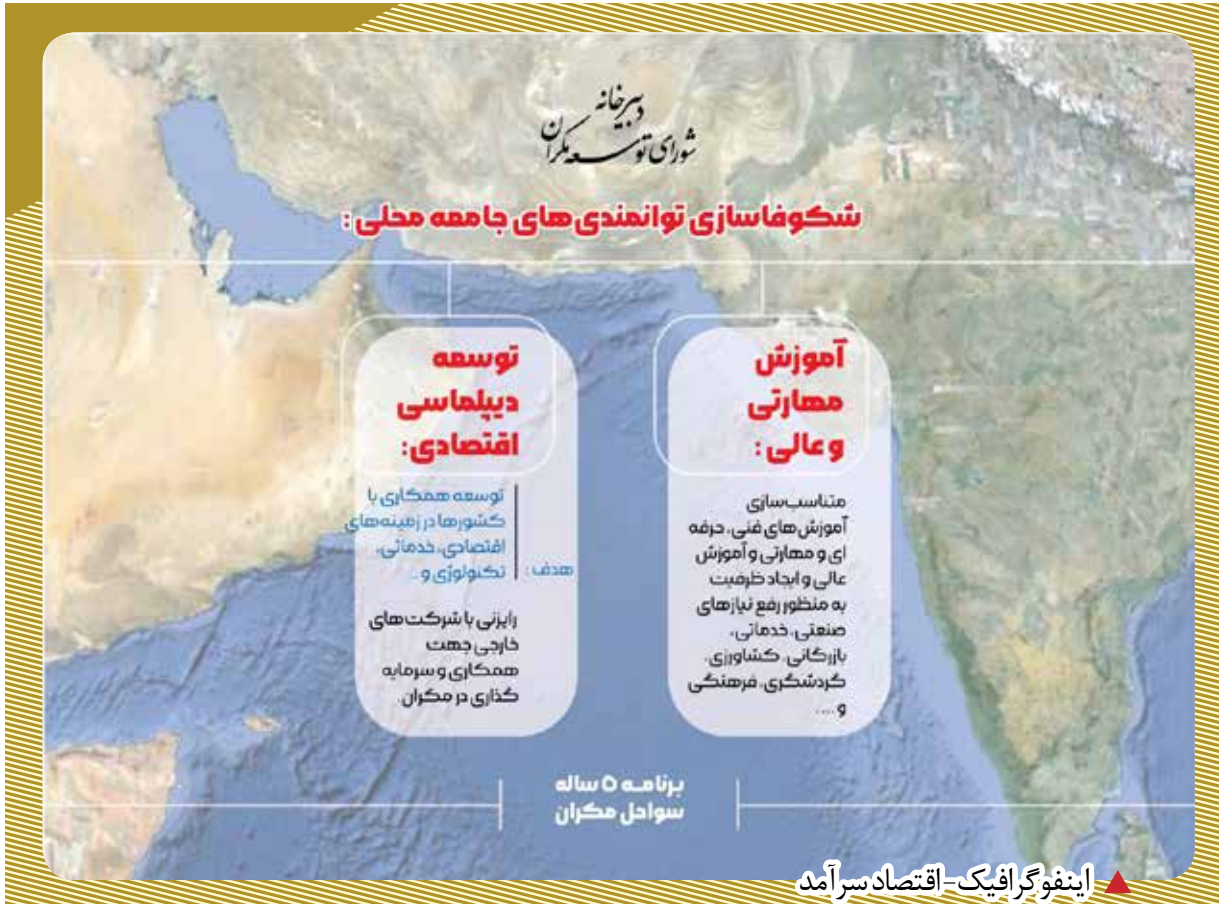 دبیرخانه
شورای توسعه مکران
شکوفاسازی توانمندی‌های جامعه محلی :
آموزش
مهارتی
و عالی :
متناسب‌سازی
آموزش‌های فنی، حرفه
ای و مهارتی و آموزش
عالی و ایجاد ظرفیت
به منظور رفع نیازهای
صنعتی، خدماتی،
بازرگانی، کشاورزی،
گردشگری، فرهنگی
و ....
توسعه
دیپلماسی
اقتصادی:
هدف :
توسعه همکاری با
کشورها در زمینه‌های
اقتصادی، خدماتی،
تکنولوژی و ..
رایزنی با شرکت‌های
خارجی جهت
همکاری و سرمایه
گذاری در مکران.
برنامه ۵ ساله
سواحل مکران
اینفوگرافیک-اقتصادسرآمد